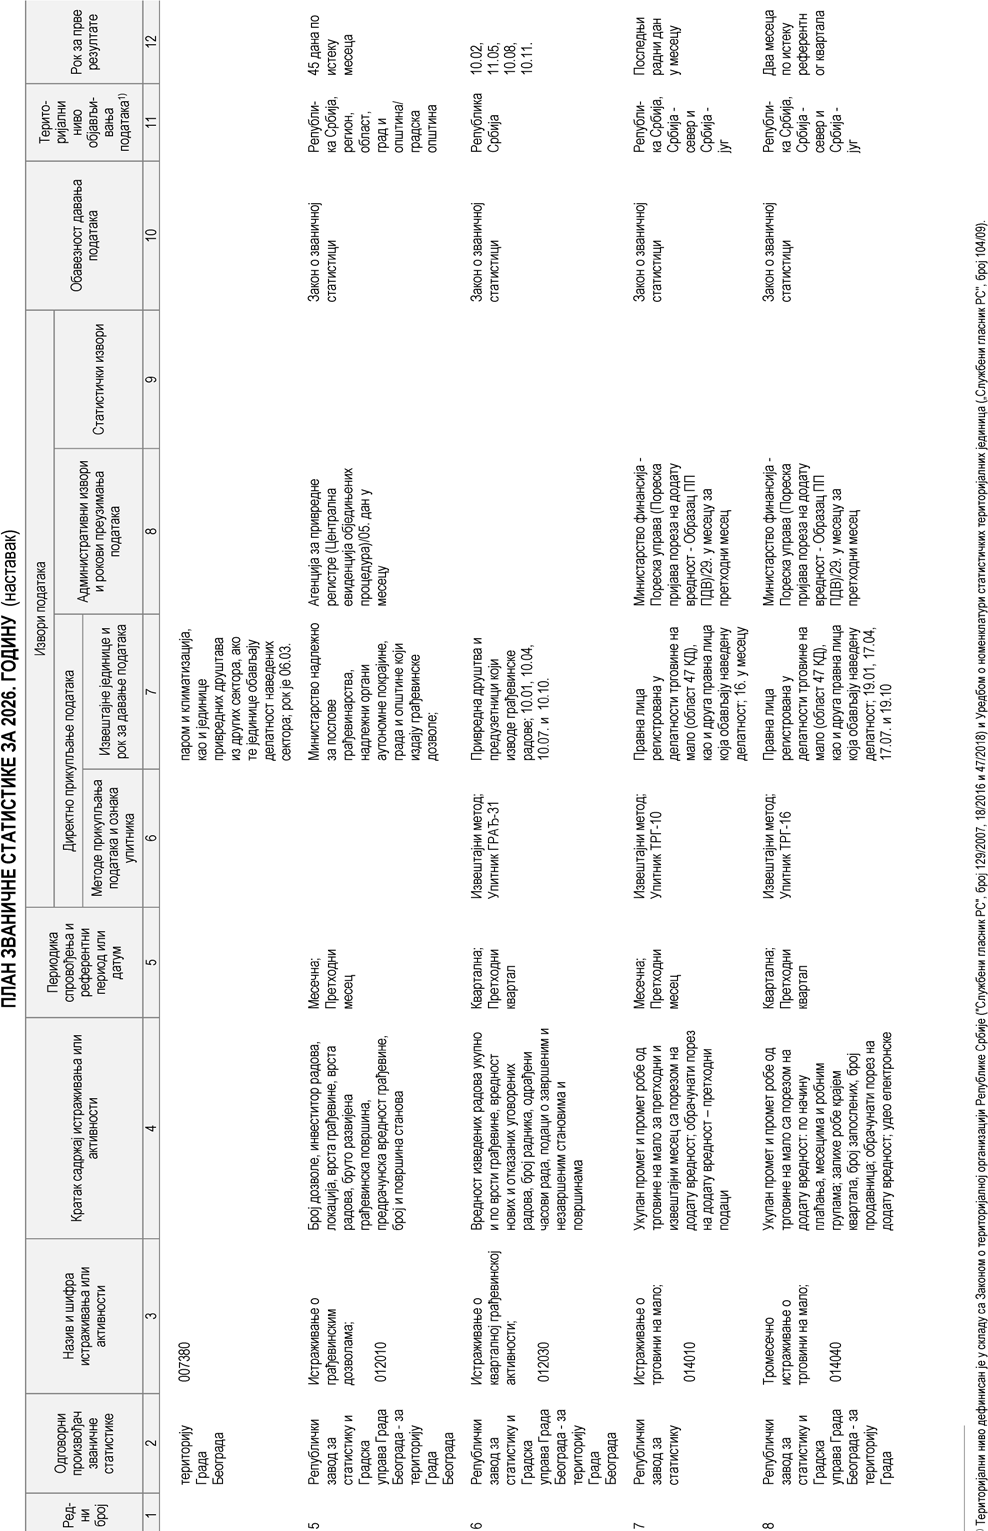 ПЛАН ЗВАНИЧНЕ СТАТИСТИКЕ ЗА 2026. ГОДИНУ (наставак)
Ред-
ни
број
Одговорни
произвођач
званичне
статистике
Назив и шифра
истраживања или
активности
Кратак садржај истраживања или
активности
Периодика
спровођења и
референтни
период или
датум
Извори података
Директно прикупљање података
Методе прикупљања
података и ознака
упитника
Извештајне јединице и
рок за давање података
Административни извори
и рокови преузимања
података
Статистички извори
Обавезност давања
података
Терито-
ријални
ниво
објављи-
вања
података1)
Рок за прве
резултате
1
2
3
4
5
6
7
8
9
10
11
12
територију
Града
Београда
007380
паром и климатизација,
као и јединице
привредних друштава
из других сектора, ако
те јединице обављају
делатност наведених
сектора; рок је 06.03.
5
Републички
завод за
статистику и
Градска
управа Града
Београда - за
територију
Града
Београда
Истраживање о
грађевинским
дозволама;
012010
Број дозволе, инвеститор радова,
локација, врста грађевине, врста
радова, бруто развијена
грађевинска површина,
предрачунска вредност грађевине,
број и површина станова
Месечна;
Претходни
месец
Министарство надлежно
за послове
грађевинарства,
надлежни органи
аутономне покрајине,
града и општине који
издају грађевинске
дозволе;
Агенција за привредне
регистре (Централна
евиденција обједињених
процедура)/05. дан у
месецу
Закон о званичној
статистици
Републи-
ка Србија,
регион,
област,
град и
општина/
градска
општина
45 дана по
истеку
месеца
6
Републички
завод за
статистику и
Градска
управа Града
Београда - за
територију
Града
Београда
Истраживање о
кварталној грађевинској
активности;
012030
Вредност изведених радова укупно
и по врсти грађевине, вредност
нових и отказаних уговорених
радова, број радника, одрађени
часови рада, подаци о завршеним и
незавршеним становима и
површинама
Квартална;
Претходни
квартал
Извештајни метод;
Упитник ГРАЂ-31
Привредна друштва и
предузетници који
изводе грађевинске
радове; 10.01, 10.04,
10.07. и 10.10.
Закон о званичној
статистици
Република
Србија
10.02,
11.05,
10.08,
10.11.
7
Републички
завод за
статистику
Истраживање о
трговини на мало;
014010
Укупан промет и промет робе од
трговине на мало за претходни и
извештајни месец са порезом на
додату вредност; обрачунати порез
на додату вредност – претходни
подаци
Месечна;
Претходни
месец
Извештајни метод;
Упитник ТРГ-10
Правна лица
регистрована у
делатности трговине на
мало (област 47 КД),
као и друга правна лица
која обављају наведену
делатност; 16. у месецу
Министарство финансија -
Пореска управа (Пореска
пријава пореза на додату
вредност - Образац ПП
ПДВ)/29. у месецу за
претходни месец
Закон о званичној
статистици
Републи-
ка Србија,
Србија -
север и
Србија -
југ
Последњи
радни дан
у месецу
8
Републички
завод за
статистику и
Градска
управа Града
Београда - за
територију
Града
Тромесечно
истраживање о
трговини на мало;
014040
Укупан промет и промет робе од
трговине на мало са порезом на
додату вредност: по начину
плаћања, месецима и робним
групама; залихе робе крајем
квартала, број запослених, број
продавница; обрачунати порез на
додату вредност; удео електронске
Квартална;
Претходни
квартал
Извештајни метод;
Упитник ТРГ-16
Правна лица
регистрована у
делатности трговине на
мало (област 47 КД),
као и друга правна лица
која обављају наведену
делатност; 19.01, 17.04,
17.07. и 19.10
Министарство финансија -
Пореска управа (Пореска
пријава пореза на додату
вредност - Образац ПП
ПДВ)/29. у месецу за
претходни месец
Закон о званичној
статистици
Републи-
ка Србија,
Србија -
север и
Србија -
југ
Два месеца
по истеку
референтн
ог квартала
) Територијални ниво дефинисан је у складу са Законом о територијалној организацији Републике Србије ("Службени гласник РС", број 129/2007, 18/2016 и 47/2018) и Уредбом о номенклатури статистичких територијалних јединица („Службени гласник РС", број 104/09).